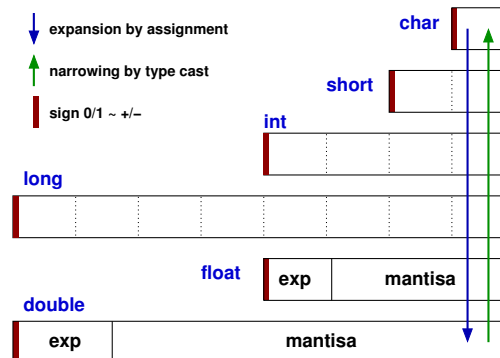 char
expansion by assignment
narrowing by type cast
short
sign 0/1 ~ +/−
int
long
float
exp
mantisa
double
exp
mantisa